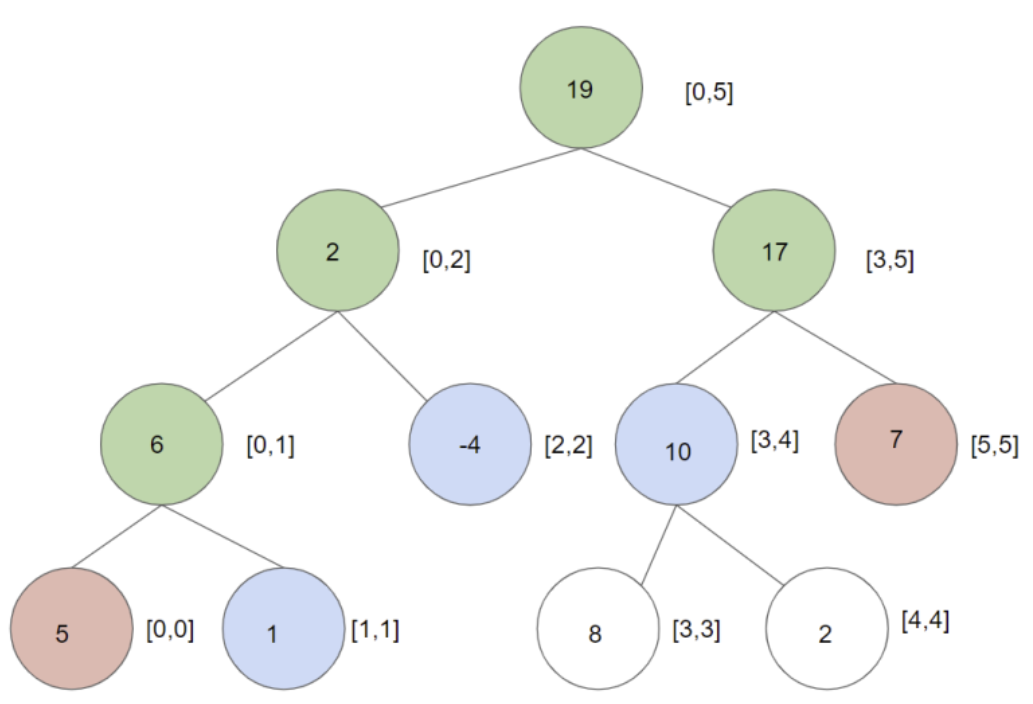 19 [0,5]
2 [0,2] 17 [3,5]
6 [0,1] -4 [2,2] 10 [3,4] 7 [5,5]
5 [0,0] 1 [1,1] 8 [3,3] 2 [4,4]